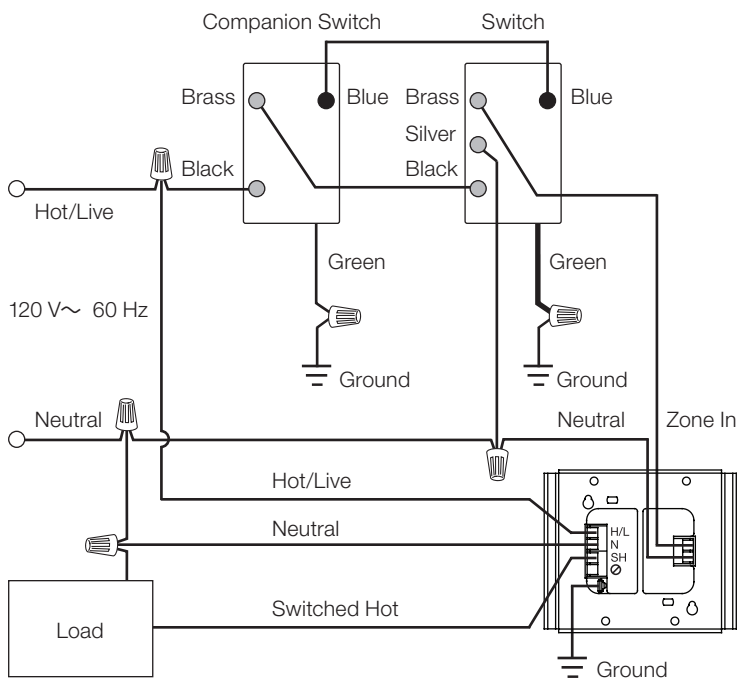 Companion Switch
Switch
Brass
Blue
Brass
Blue
Silver
Black
Black
Hot/Live
Green
Green
120 V～ 60 Hz
Ground
Ground
Neutral
Neutral
Zone In
Hot/Live
Neutral
H/L
N
SH
Switched Hot
Load
Ground